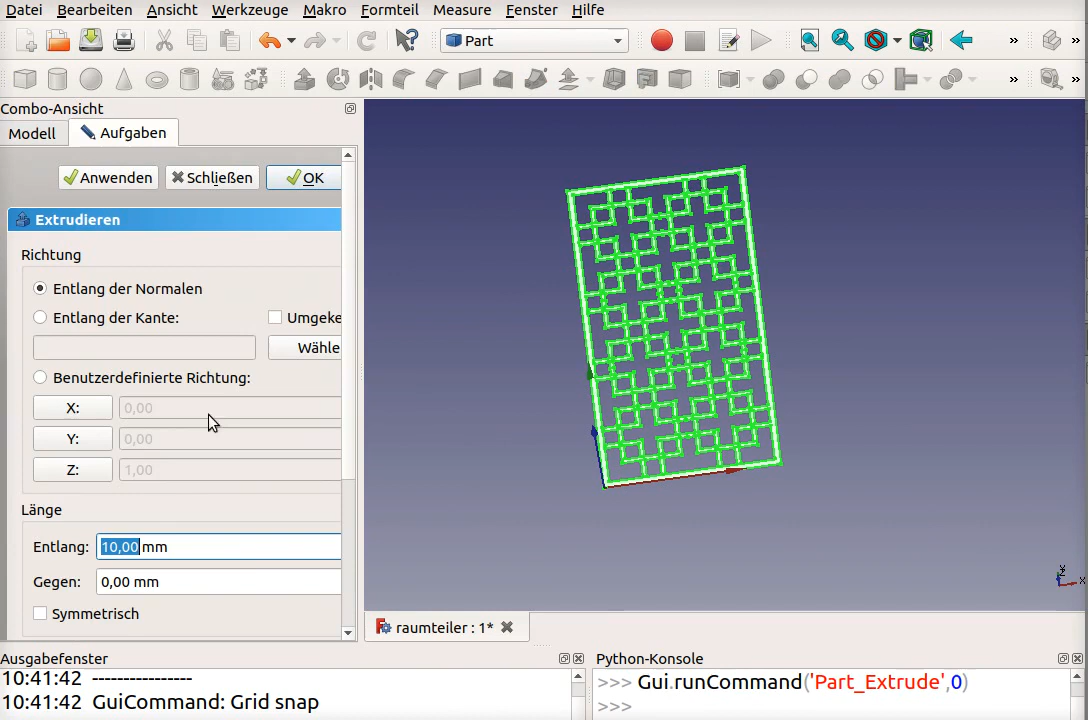 Datei Bearbeiten Ansicht Werkzeuge Makro Formteil Measure Fenster Hilfe
Part
» »
» »
Combo-Ansicht
Modell Aufgaben
Anwenden Schließen OK
Extrudieren
Richtung
Entlang der Normalen
Entlang der Kante: Umgeke
Wähle
Benutzerdefinierte Richtung:
X: 0,00
Y: 0,00
Z: 1,00
Länge
Entlang: 10,00 mm
Gegen: 0,00 mm
Symmetrisch
raumteiler : 1*
Ausgabefenster
10:41:42 ----------------
10:41:42 GuiCommand: Grid snap
Python-Konsole
>>> Gui.runCommand('Part_Extrude',0)
>>>